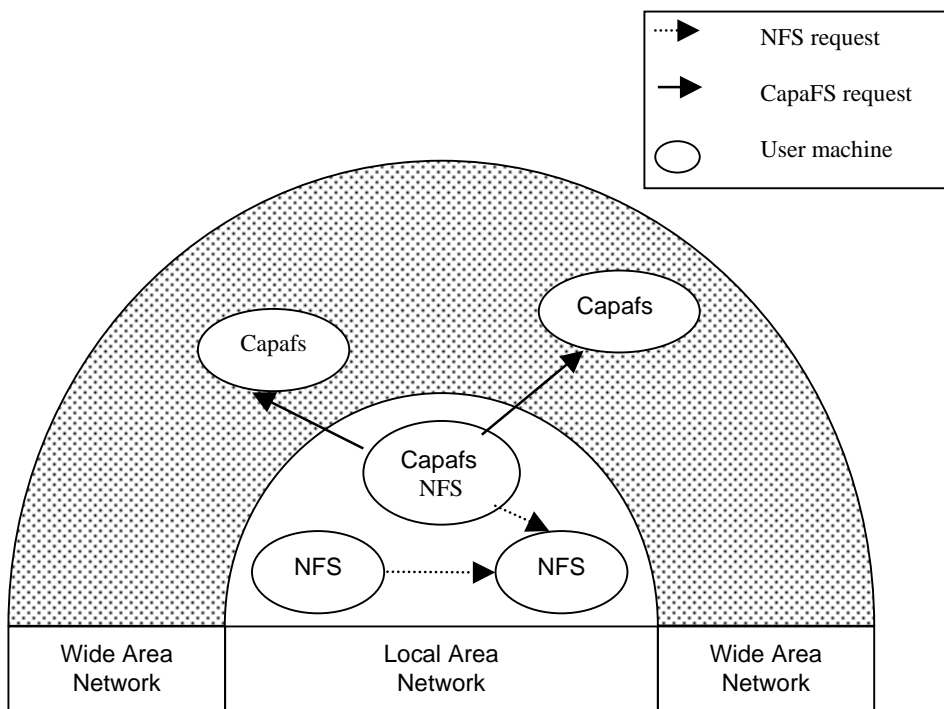 NFS request
CapaFS request
User machine
Capafs
Capafs
Capafs
NFS
NFS
NFS
Wide Area
Network
Local Area
Network
Wide Area
Network